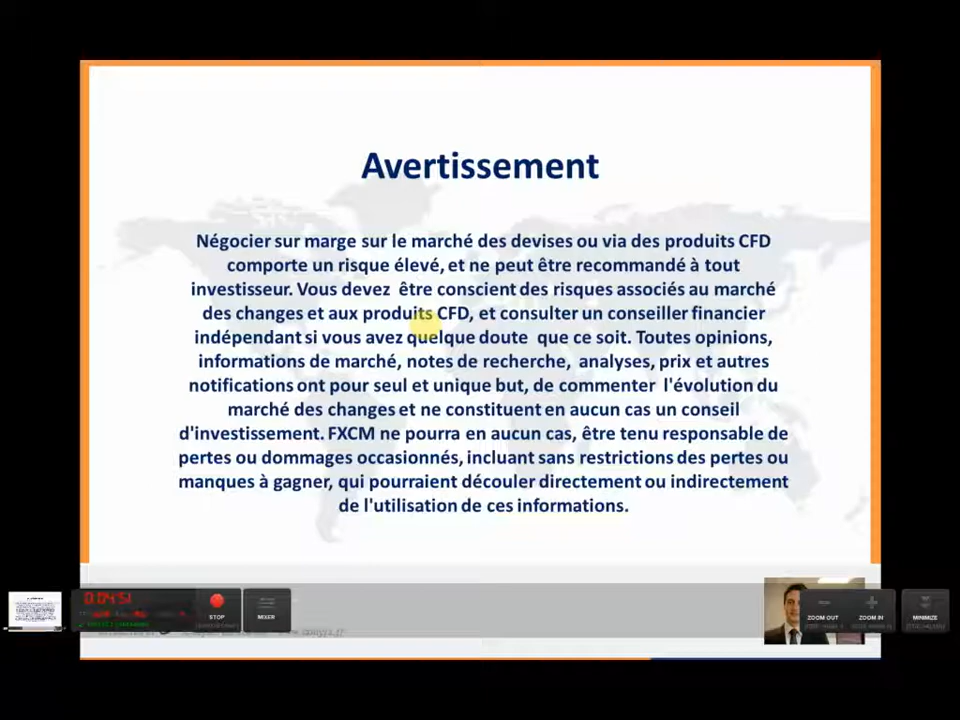 Avertissement
Négocier sur marge sur le marché des devises ou via des produits CFD
comporte un risque élevé, et ne peut être recommandé à tout
investisseur. Vous devez être conscient des risques associés au marché
des changes et aux produits CFD, et consulter un conseiller financier
indépendant si vous avez quelque doute que ce soit. Toutes opinions,
informations de marché, notes de recherche, analyses, prix et autres
notifications ont pour seul et unique but, de commenter l'évolution du
marché des changes et ne constituent en aucun cas un conseil
d'investissement. FXCM ne pourra en aucun cas, être tenu responsable de
pertes ou dommages occasionnés, incluant sans restrictions des pertes ou
manques à gagner, qui pourraient découler directement ou indirectement
de l'utilisation de ces informations.
0:04:51
STOP
MIXER
ZOOM OUT
ZOOM IN
MINIMIZE